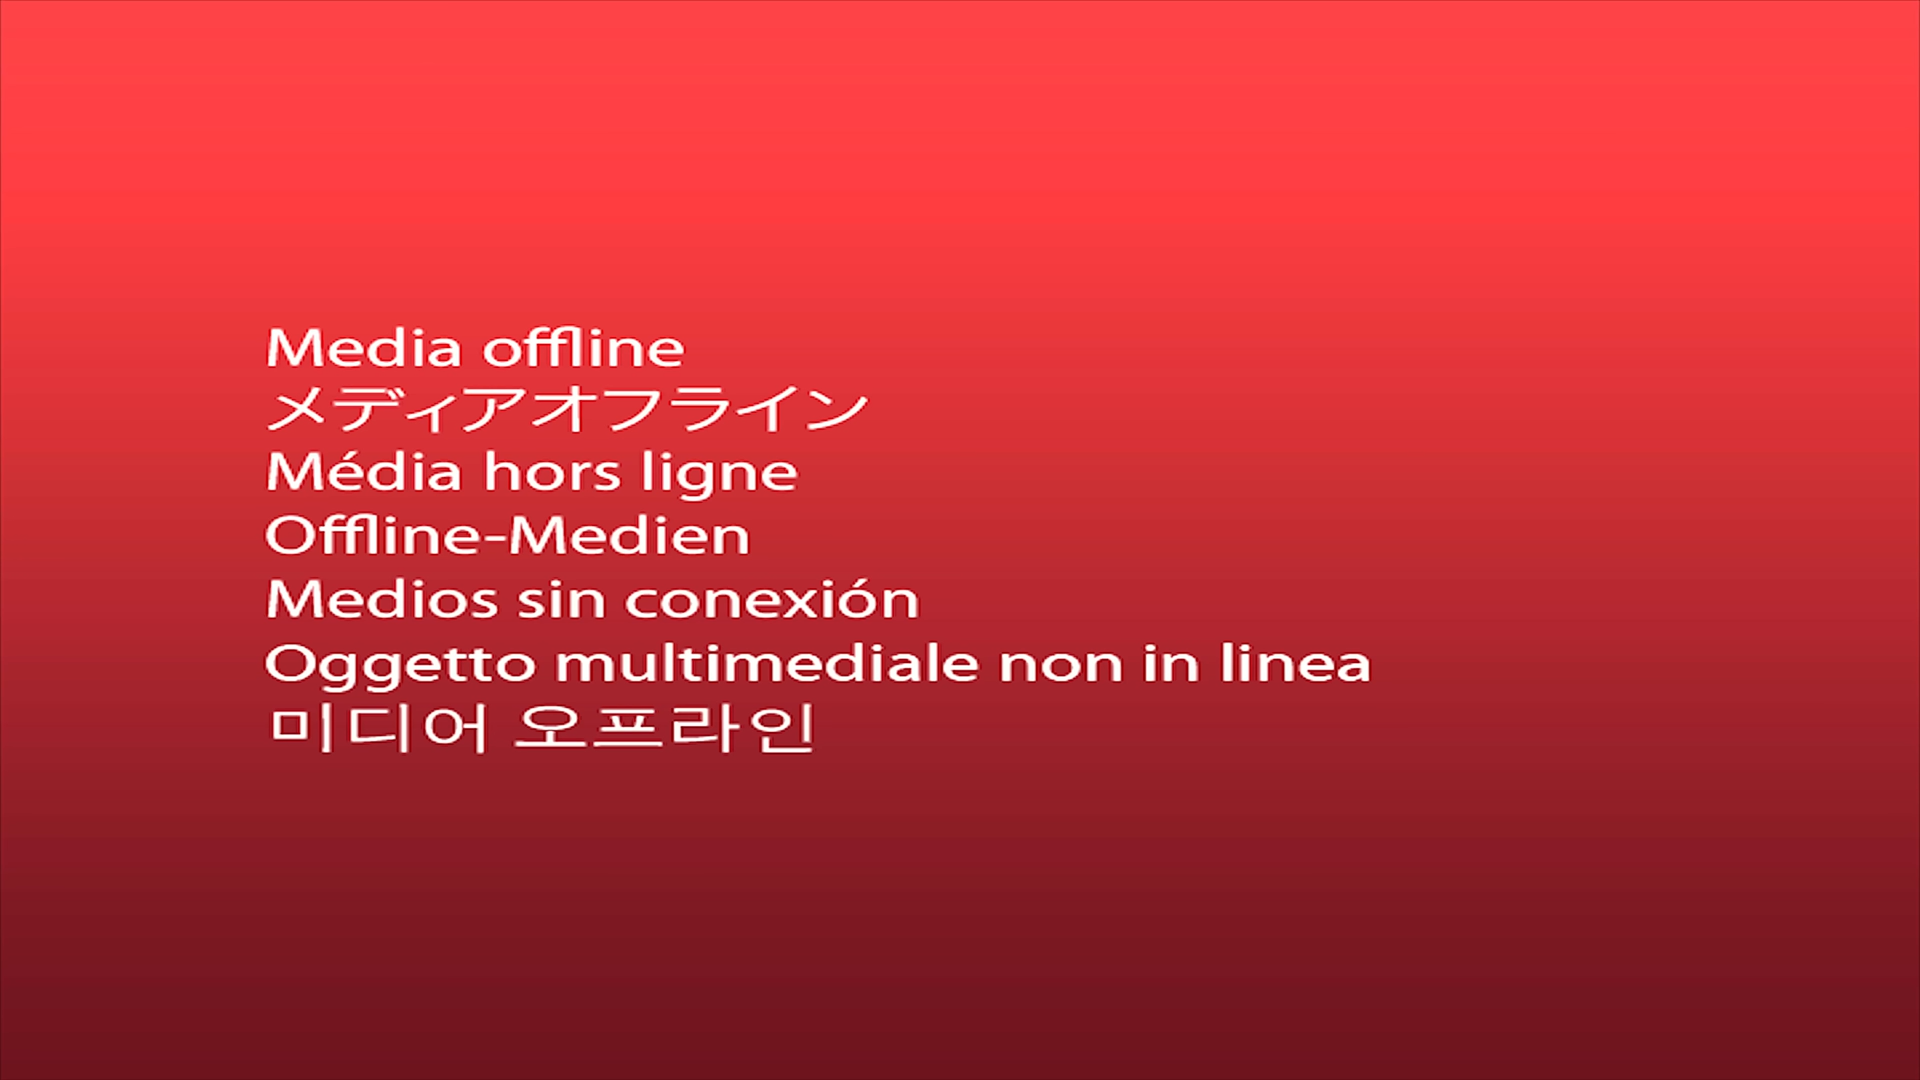 Media offline
メディアオフライン
Média hors ligne
Offline-Medien
Medios sin conexión
Oggetto multimediale non in linea
미디어 오프라인